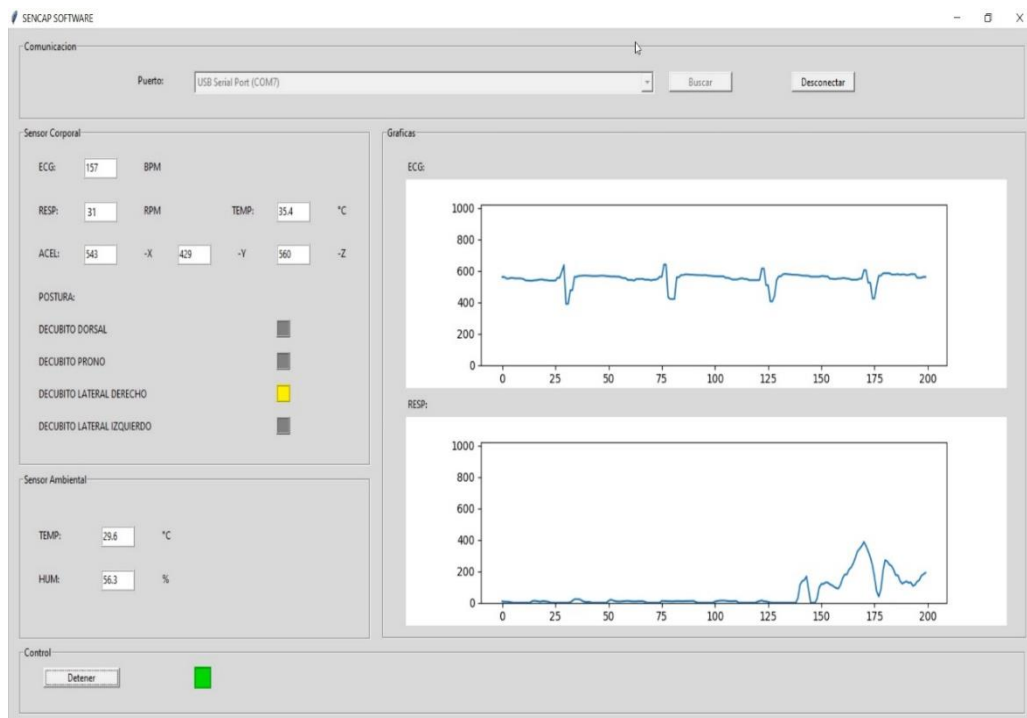 SENCAP SOFTWARE
Comunicacion
Puerto: USB Serial Port (COM7) Buscar Desconectar
Sensor Corporal
ECG: 157 BPM
RESP: 31 RPM TEMP: 35.4 °C
ACEL: 543 -X 429 -Y 560 -Z
POSTURA:
DECUBITO DORSAL
DECUBITO PRONO
DECUBITO LATERAL DERECHO
DECUBITO LATERAL IZQUIERDO
Graficas
ECG:
1000
800
600
400
200
0
0 25 50 75 100 125 150 175 200
RESP:
1000
800
600
400
200
0
0 25 50 75 100 125 150 175 200
Sensor Ambiental
TEMP: 29.6 °C
HUM: 56.3 %
Control
Detener